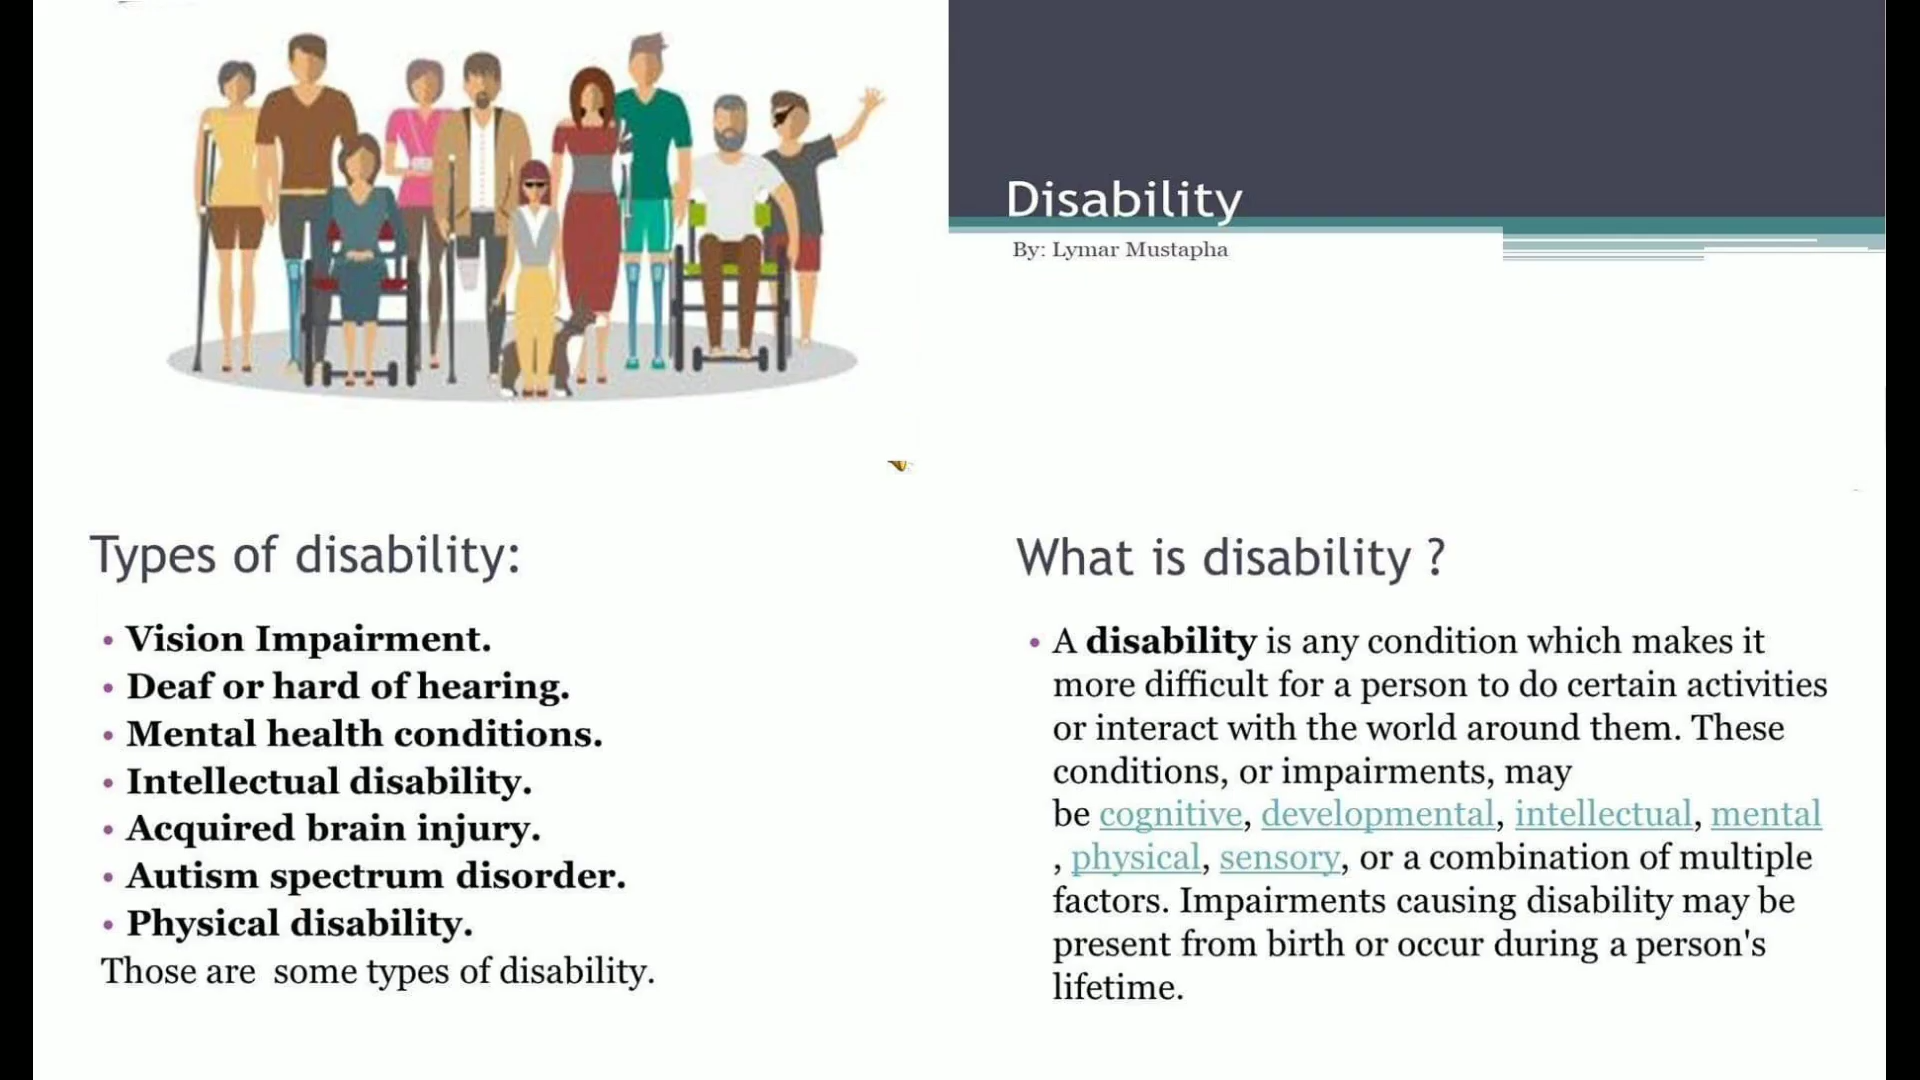 Disability
By: Lymar Mustapha
Types of disability:
• Vision Impairment.
• Deaf or hard of hearing.
• Mental health conditions.
• Intellectual disability.
• Acquired brain injury.
• Autism spectrum disorder.
• Physical disability.
Those are  some types of disability.
What is disability ?
• A disability is any condition which makes it
more difficult for a person to do certain activities
or interact with the world around them. These
conditions, or impairments, may
be cognitive, developmental, intellectual, mental
, physical, sensory, or a combination of multiple
factors. Impairments causing disability may be
present from birth or occur during a person's
lifetime.